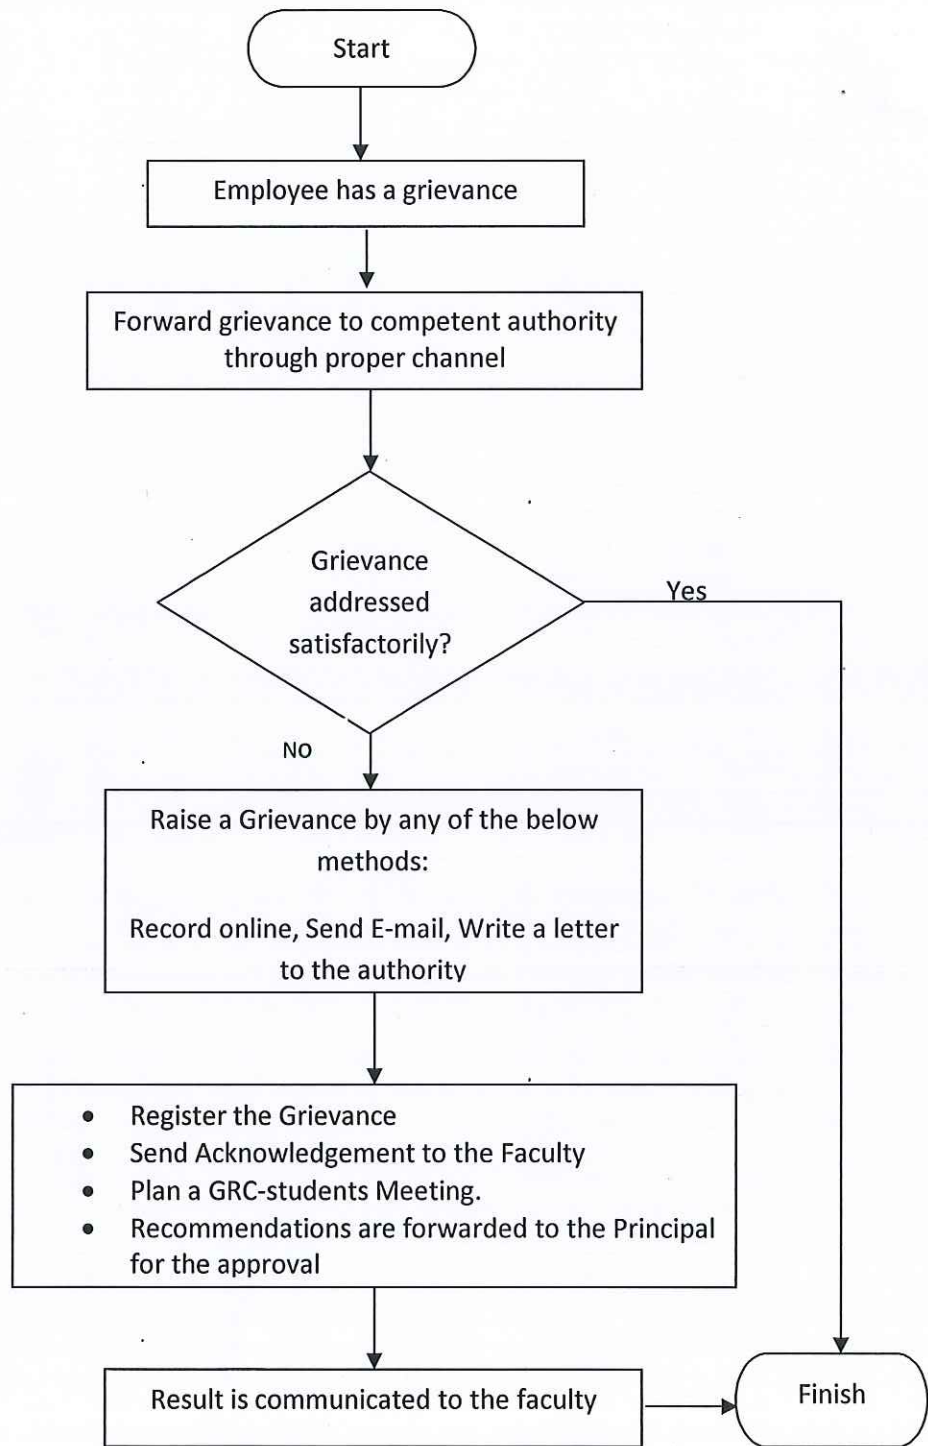 Start
Employee has a grievance
Forward grievance to competent authority
through proper channel
Grievance
addressed
satisfactorily?
Yes
No
Raise a Grievance by any of the below
methods:
Record online, Send E-mail, Write a letter
to the authority
• Register the Grievance
• Send Acknowledgement to the Faculty
• Plan a GRC-students Meeting.
• Recommendations are forwarded to the Principal
for the approval
Result is communicated to the faculty
Finish